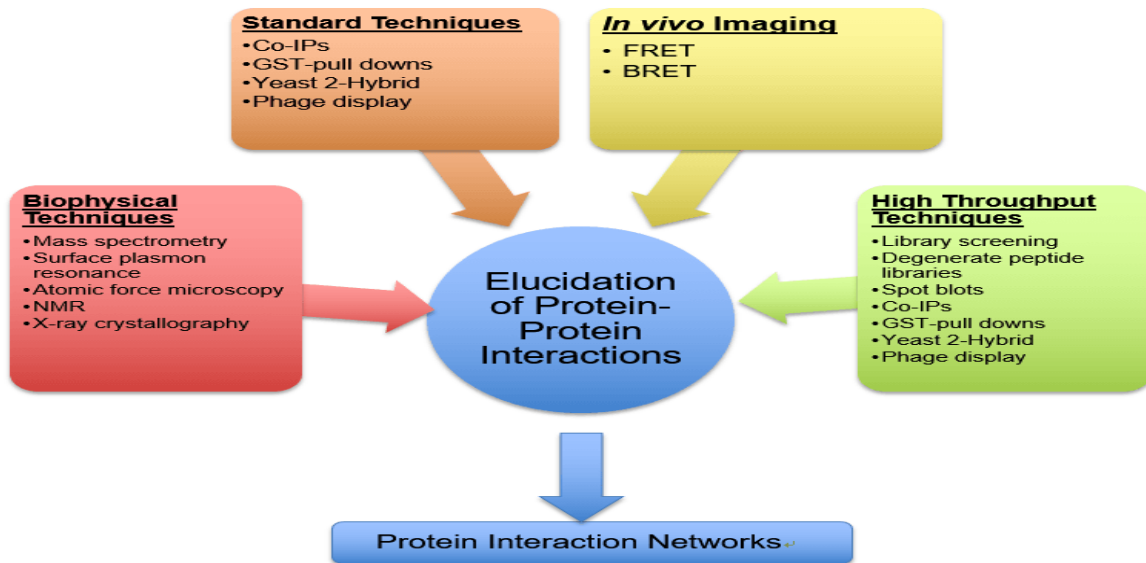 Standard Techniques
•Co-IPs
•GST-pull downs
•Yeast 2-Hybrid
•Phage display
In vivo Imaging
• FRET
• BRET
Biophysical
Techniques
•Mass spectrometry
•Surface plasmon
resonance
•Atomic force microscopy
•NMR
•X-ray crystallography
High Throughput
Techniques
•Library screening
•Degenerate peptide
libraries
•Spot blots
•Co-IPs
•GST-pull downs
•Yeast 2-Hybrid
•Phage display
Elucidation
of Protein-
Protein
Interactions
Protein Interaction Networks